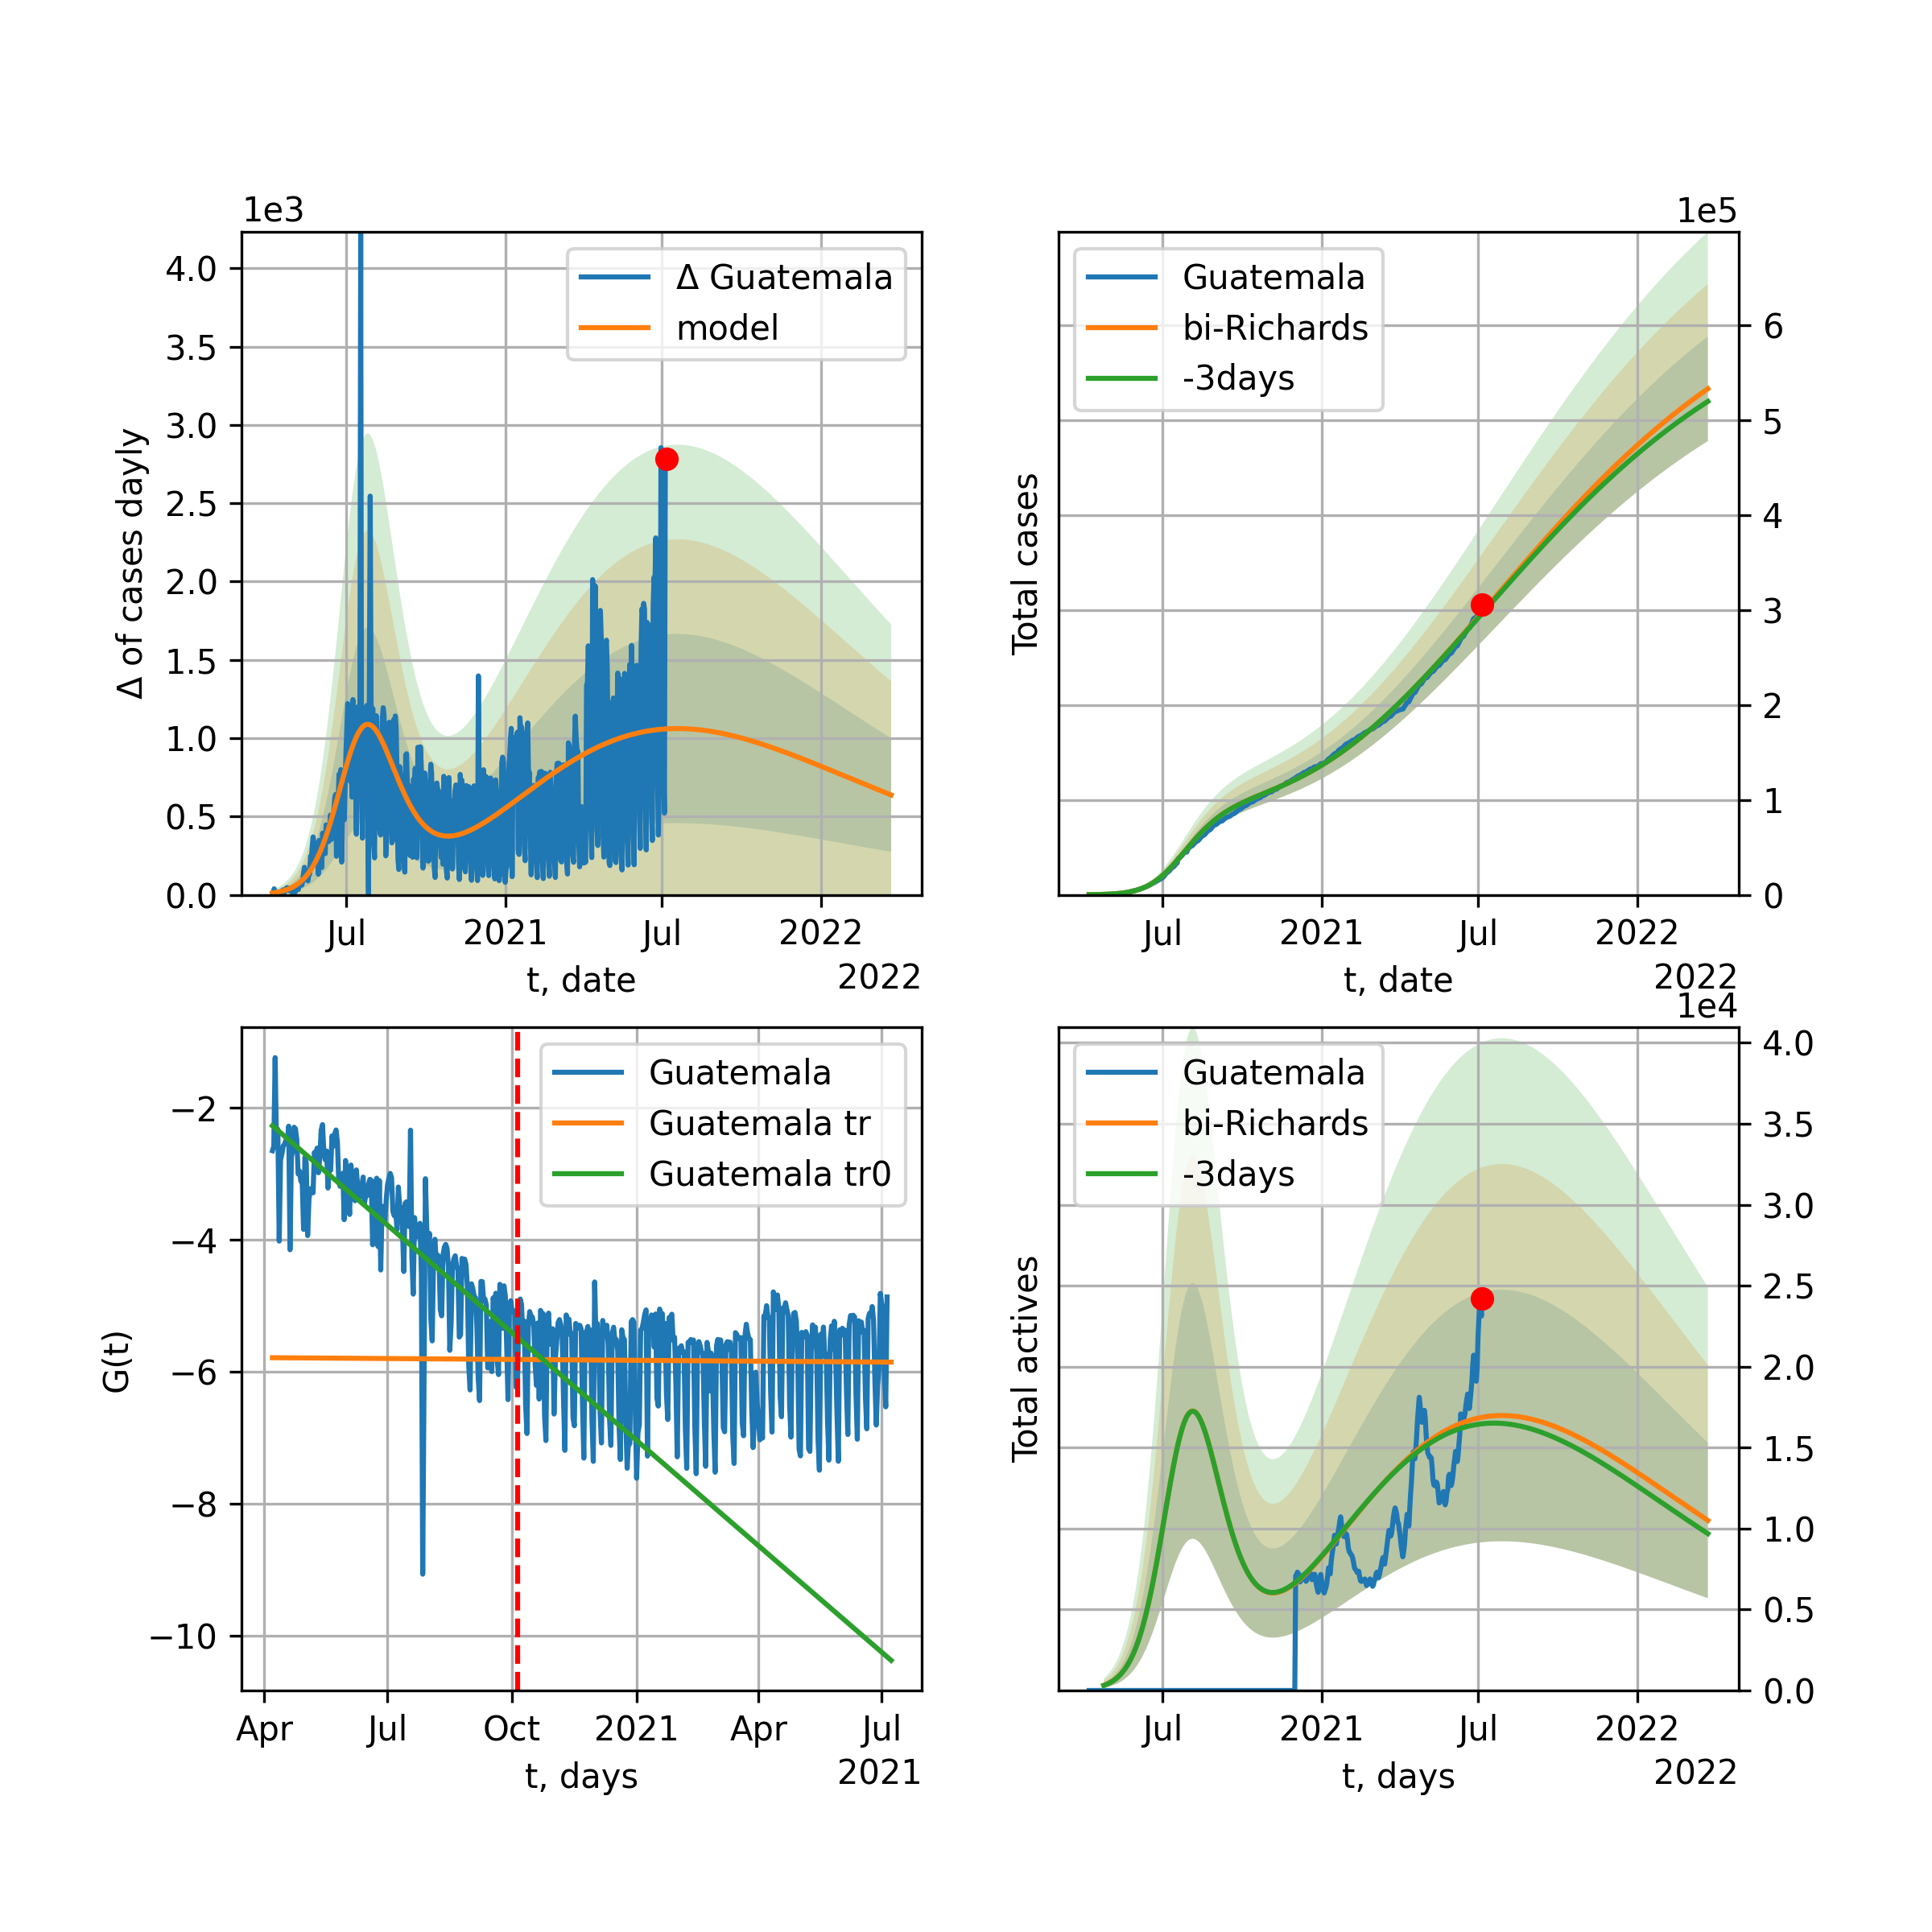 1e3
4.0
3.5
3.0
2.5
2.0
1.5
1.0
0.5
0.0
Δ of cases dayly
Δ Guatemala
model
Jul
2021
Jul
2022
t, date
2022
1e5
Guatemala
bi-Richards
-3days
Total cases
6
5
4
3
2
1
0
Jul
2021
Jul
2022
t, date
2022
−2
−4
−6
−8
−10
G(t)
Guatemala
Guatemala tr
Guatemala tr0
Apr
Jul
Oct
2021
Apr
Jul
t, days
2021
1e4
Guatemala
bi-Richards
-3days
Total actives
4.0
3.5
3.0
2.5
2.0
1.5
1.0
0.5
0.0
Jul
2021
Jul
2022
t, days
2022